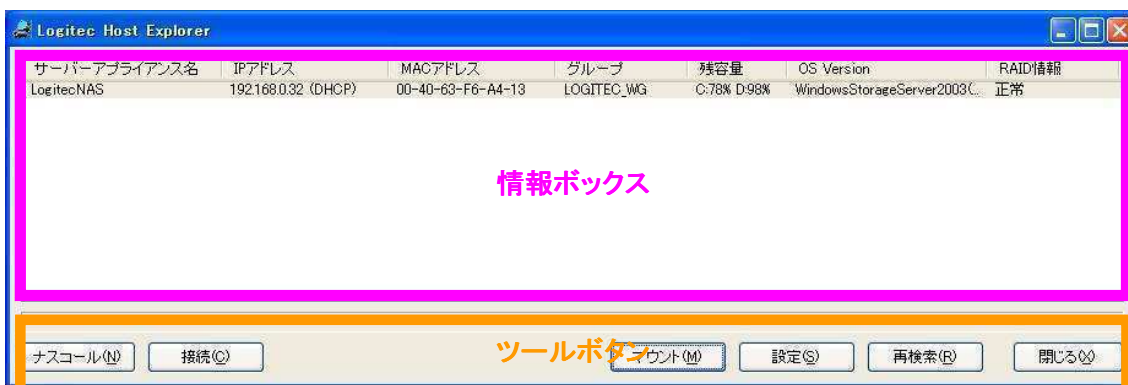 Logitec Host Explorer
サーバーアプライアンス名 IPアドレス MACアドレス グループ 残容量 OS Version RAID情報
LogitecNAS 192.168.0.32 (DHCP) 00-40-63-F6-A4-13 LOGITEC_WG C:78% D:98% WindowsStorageServer2003(... 正常
情報ボックス
ツールボタン
ナスコール(N) 接続(C) マウント(M) 設定(S) 再検索(R) 閉じる(X)